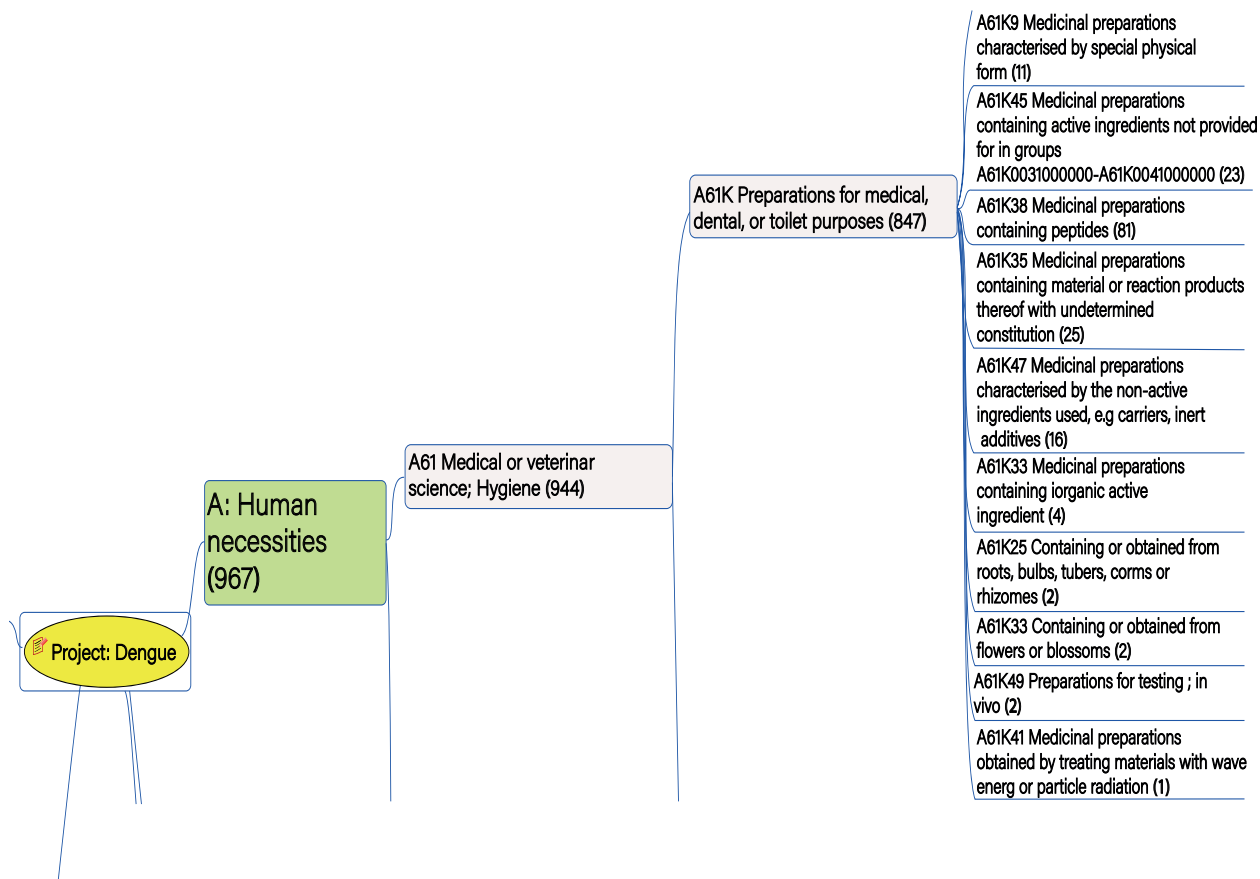 A61K9 Medicinal preparations
characterised by special physical
form (11)
A61K45 Medicinal preparations
containing active ingredients not provided
for in groups
A61K0031000000-A61K0041000000 (23)
A61K38 Medicinal preparations
containing peptides (81)
A61K35 Medicinal preparations
containing material or reaction products
thereof with undetermined
constitution (25)
A61K47 Medicinal preparations
characterised by the non-active
ingredients used, e.g carriers, inert
additives (16)
A61K33 Medicinal preparations
containing iorganic active
ingredient (4)
A61K25 Containing or obtained from
roots, bulbs, tubers, corms or
rhizomes (2)
A61K33 Containing or obtained from
flowers or blossoms (2)
A61K49 Preparations for testing ; in
vivo (2)
A61K41 Medicinal preparations
obtained by treating materials with wave
energ or particle radiation (1)
A61K Preparations for medical,
dental, or toilet purposes (847)
A61 Medical or veterinar
science; Hygiene (944)
A: Human
necessities
(967)
Project: Dengue